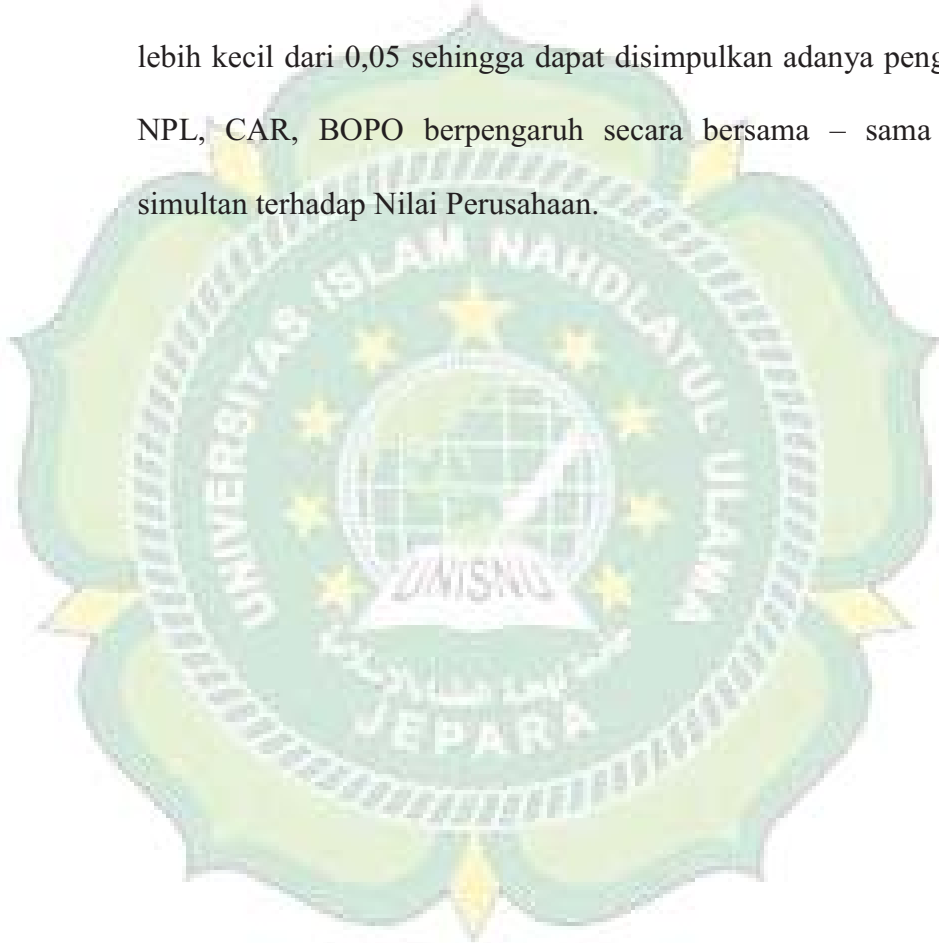 lebih kecil dari 0,05 sehingga dapat disimpulkan adanya peng
NPL, CAR, BOPO berpengaruh secara bersama – sama
simultan terhadap Nilai Perusahaan.
UNIVERSITAS ISLAM NAHDLATUL ULAMA
UNISNU
JEPARA